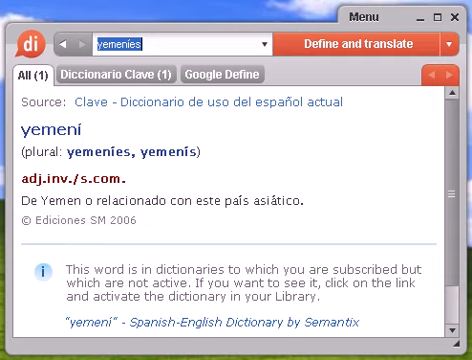 Menu
di
yemeníes
Define and translate
All (1)
Diccionario Clave (1)
Google Define
Source: Clave - Diccionario de uso del español actual
yemení
(plural: yemeníes, yemenís)
adj.inv./s.com.
De Yemen o relacionado con este país asiático.
© Ediciones SM 2006
i
This word is in dictionaries to which you are subscribed but
which are not active. If you want to see it, click on the link
and activate the dictionary in your Library.
"yemení" - Spanish-English Dictionary by Semantix